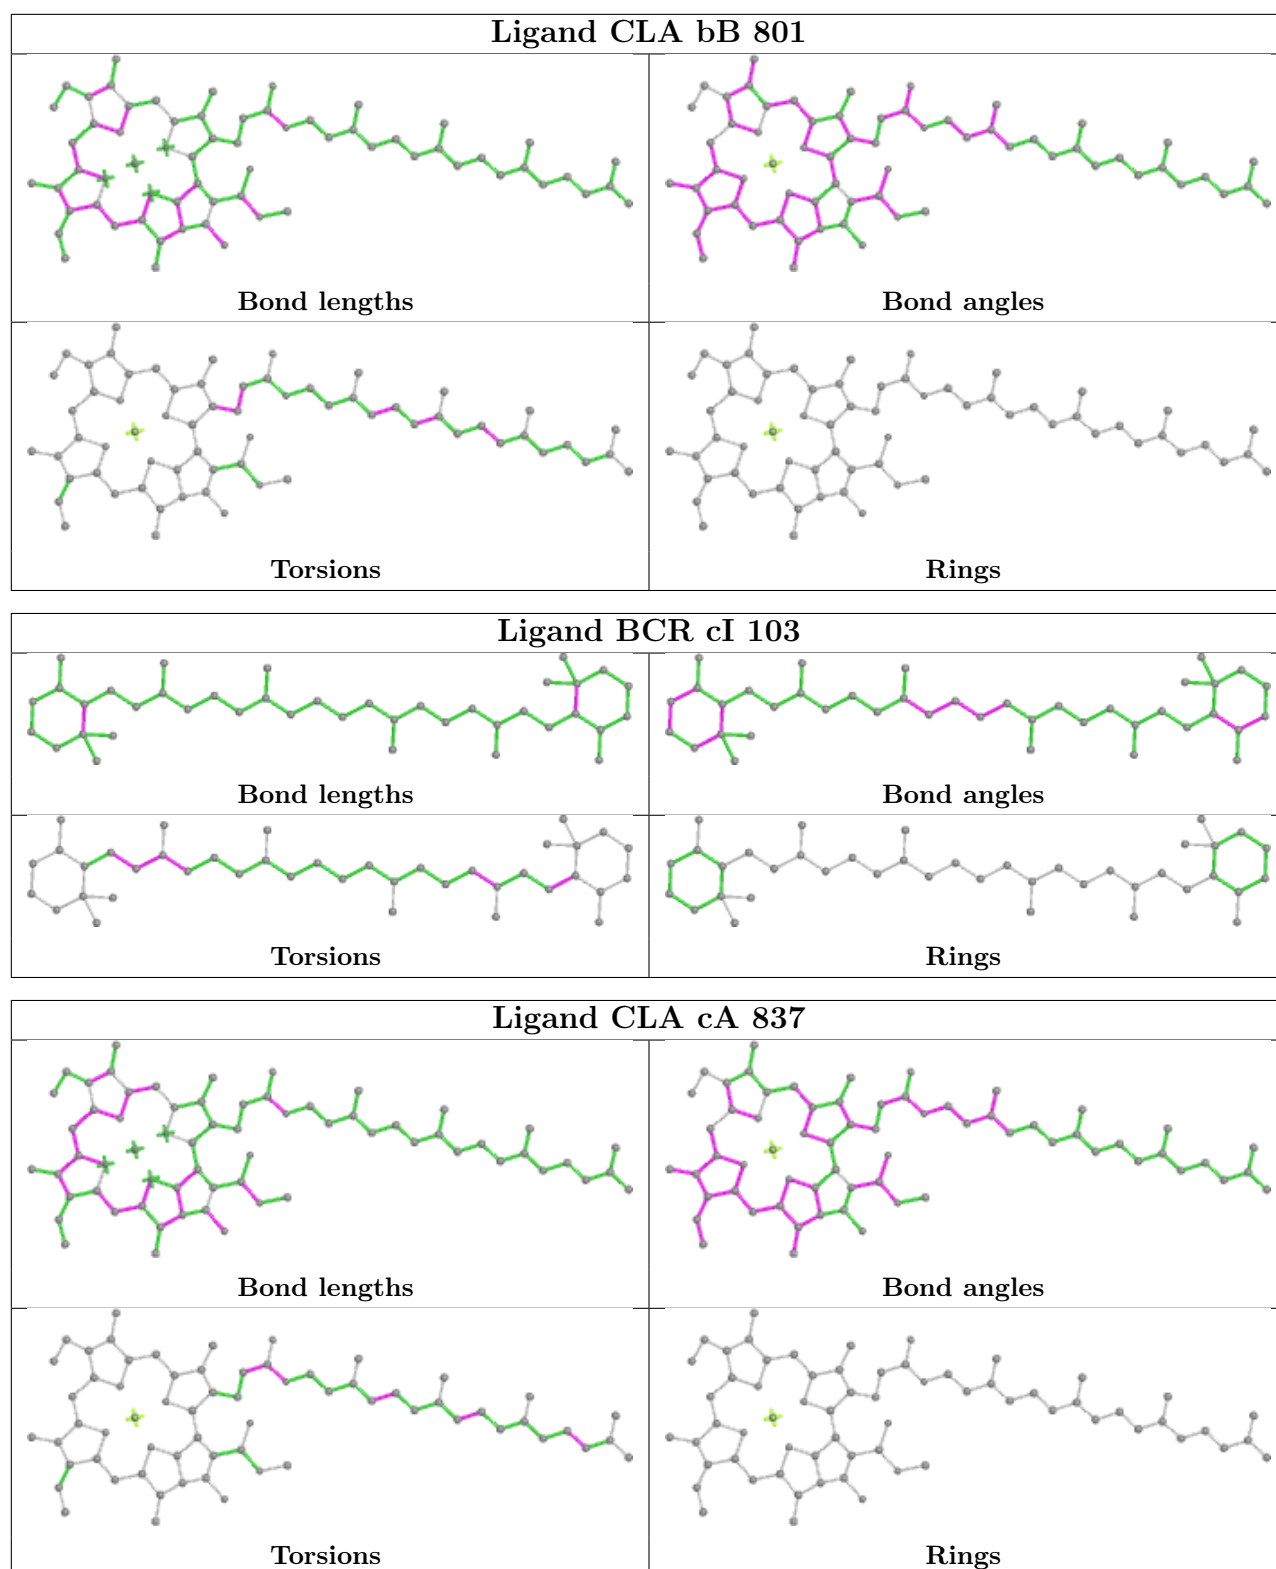 Ligand CLA bB 801
Bond lengths
Bond angles
Torsions
Rings
Ligand BCR cI 103
Bond lengths
Bond angles
Torsions
Rings
Ligand CLA cA 837
Bond lengths
Bond angles
Torsions
Rings